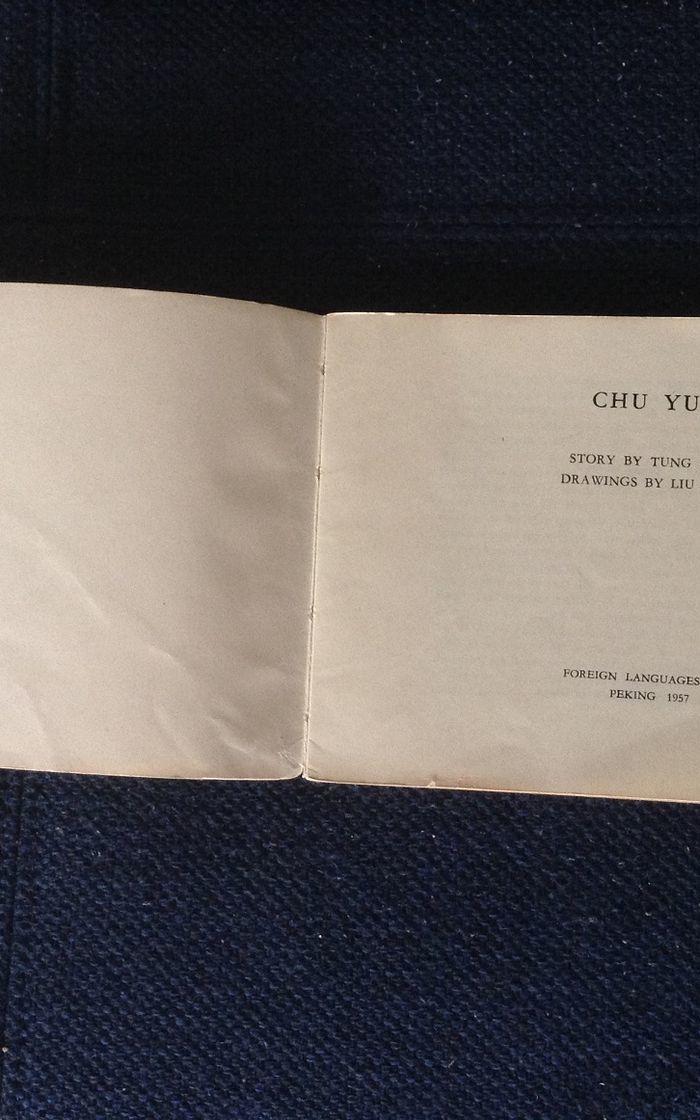 CHU YU
STORY BY TUNG
DRAWINGS BY LIU
FOREIGN LANGUAGES
PEKING 1957